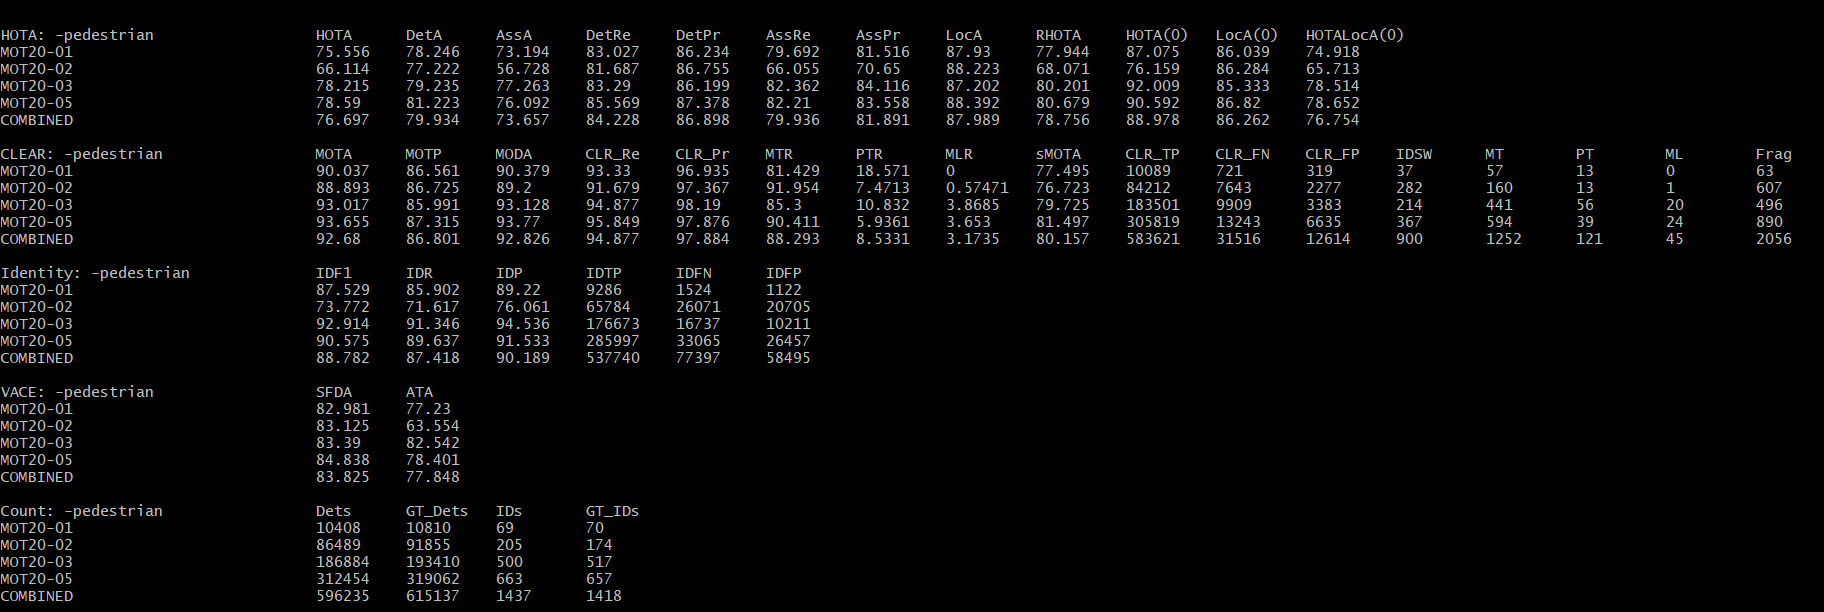 HOTA: -pedestrian HOTA DetA AssA DetRe DetPr AssRe AssPr LocA RHOTA HOTA(0) LocA(0) HOTALocA(0)
MOT20-01 75.556 78.246 73.194 83.027 86.234 79.692 81.516 87.93 77.944 87.075 86.039 74.918
MOT20-02 66.114 77.222 56.728 81.687 86.755 66.055 70.65 88.223 68.071 76.159 86.284 65.713
MOT20-03 78.215 79.235 77.263 83.29 86.199 82.362 84.116 87.202 80.201 92.009 85.333 78.514
MOT20-05 78.59 81.223 76.092 85.569 87.378 82.21 83.558 88.392 80.679 90.592 86.82 78.652
COMBINED 76.697 79.934 73.657 84.228 86.898 79.936 81.891 87.989 78.756 88.978 86.262 76.754
CLEAR: -pedestrian MOTA MOTP MODA CLR_Re CLR_Pr MTR PTR MLR sMOTA CLR_TP CLR_FN CLR_FP IDSW MT PT ML Frag
MOT20-01 90.037 86.561 90.379 93.33 96.935 81.429 18.571 0 77.495 10089 721 319 37 57 13 0 63
MOT20-02 88.893 86.725 89.2 91.679 97.367 91.954 7.4713 0.57471 76.723 84212 7643 2277 282 160 13 1 607
MOT20-03 93.017 85.991 93.128 94.877 98.19 85.3 10.832 3.8685 79.725 183501 9909 3383 214 441 56 20 496
MOT20-05 93.655 87.315 93.77 95.849 97.876 90.411 5.9361 3.653 81.497 305819 13243 6635 367 594 39 24 890
COMBINED 92.68 86.801 92.826 94.877 97.884 88.293 8.5331 3.1735 80.157 583621 31516 12614 900 1252 121 45 2056
Identity: -pedestrian IDF1 IDR IDP IDTP IDFN IDFP
MOT20-01 87.529 85.902 89.22 9286 1524 1122
MOT20-02 73.772 71.617 76.061 65784 26071 20705
MOT20-03 92.914 91.346 94.536 176673 16737 10211
MOT20-05 90.575 89.637 91.533 285997 33065 26457
COMBINED 88.782 87.418 90.189 537740 77397 58495
VACE: -pedestrian SFDA ATA
MOT20-01 82.981 77.23
MOT20-02 83.125 63.554
MOT20-03 83.39 82.542
MOT20-05 84.838 78.401
COMBINED 83.825 77.848
Count: -pedestrian Dets GT_Dets IDs GT_IDs
MOT20-01 10408 10810 69 70
MOT20-02 86489 91855 205 174
MOT20-03 186884 193410 500 517
MOT20-05 312454 319062 663 657
COMBINED 596235 615137 1437 1418